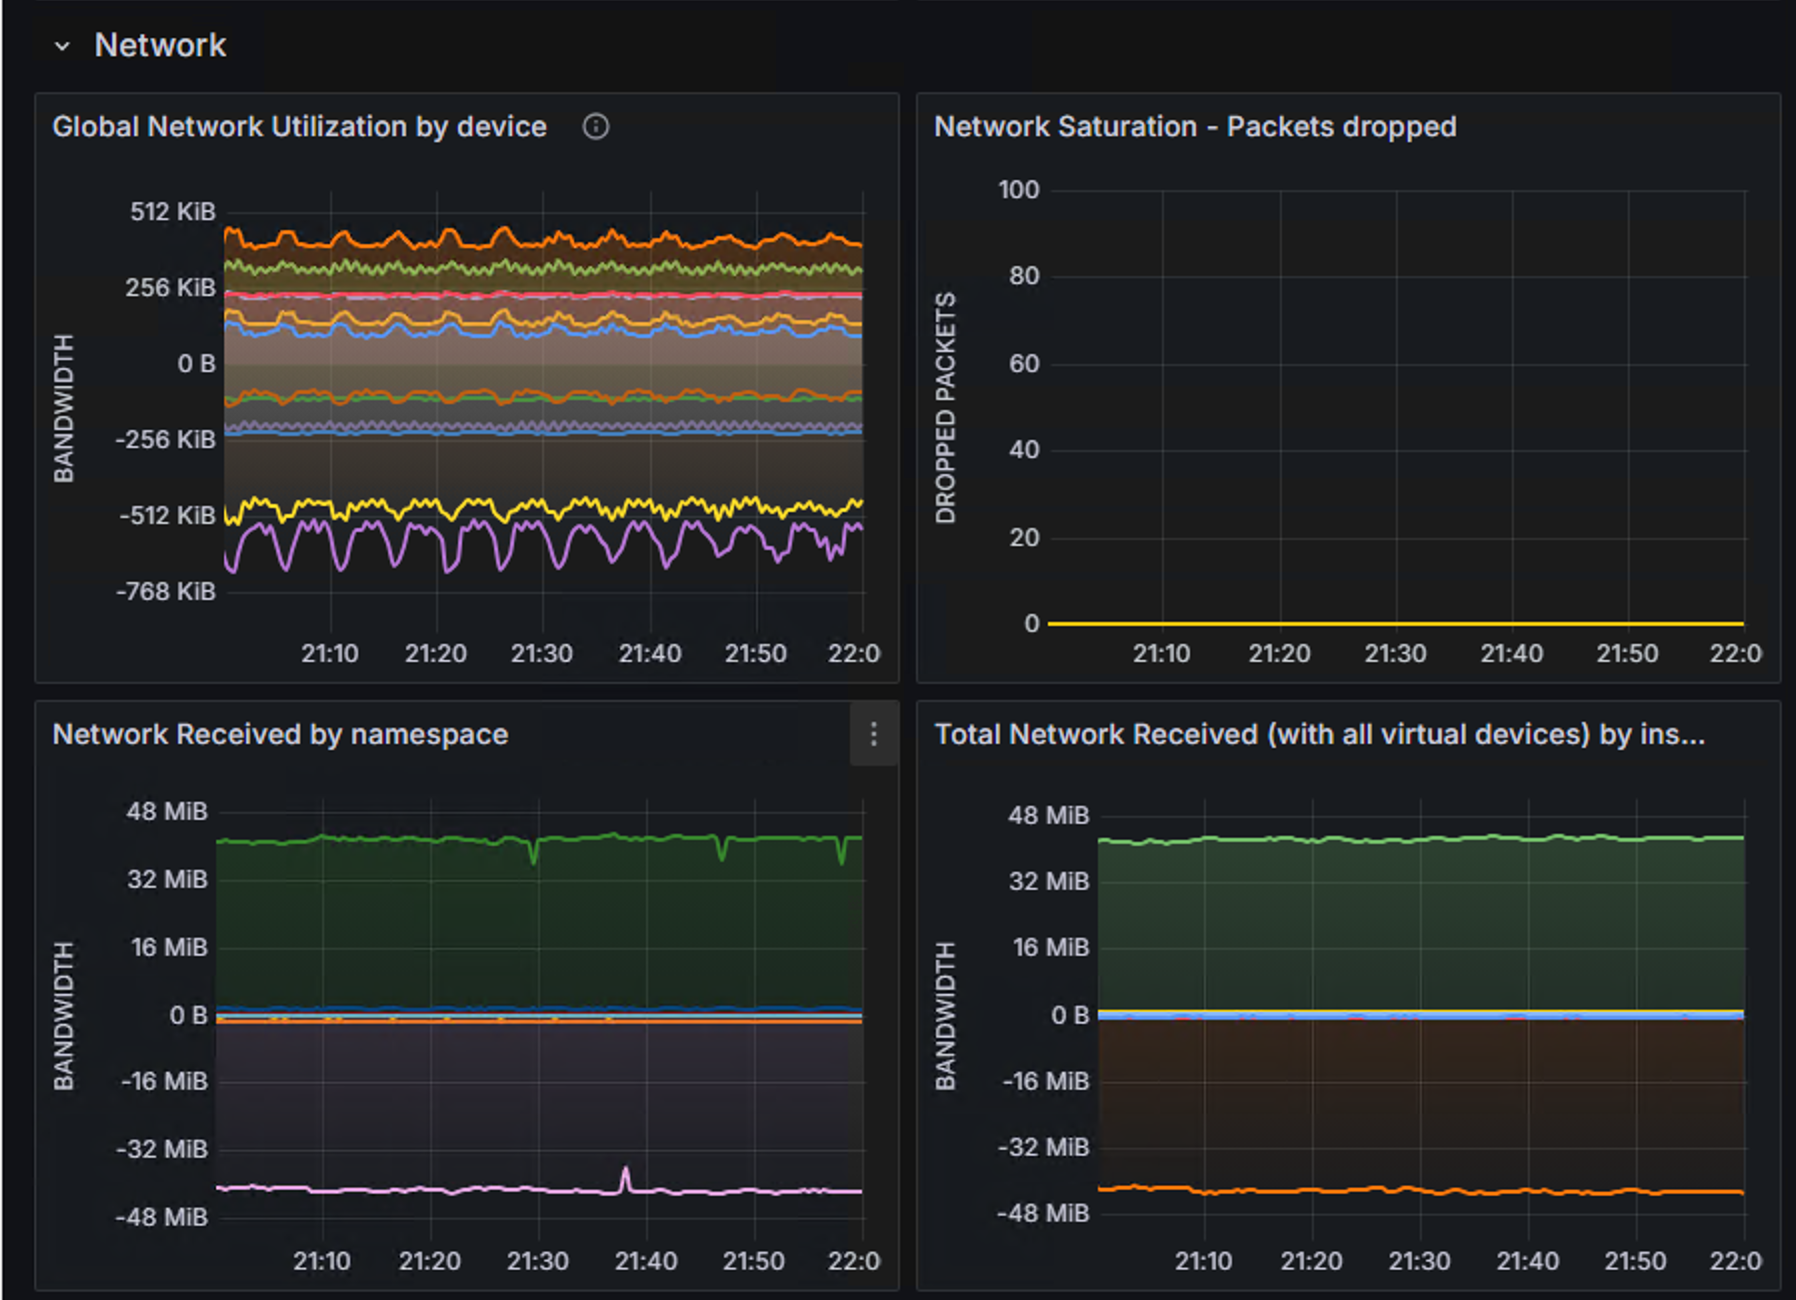 Network
Global Network Utilization by device
BANDWIDTH
512 KiB
256 KiB
0 B
-256 KiB
-512 KiB
-768 KiB
21:10 21:20 21:30 21:40 21:50 22:0
Network Saturation - Packets dropped
DROPPED PACKETS
100
80
60
40
20
0
21:10 21:20 21:30 21:40 21:50 22:0
Network Received by namespace
BANDWIDTH
48 MiB
32 MiB
16 MiB
0 B
-16 MiB
-32 MiB
-48 MiB
21:10 21:20 21:30 21:40 21:50 22:0
Total Network Received (with all virtual devices) by ins...
BANDWIDTH
48 MiB
32 MiB
16 MiB
0 B
-16 MiB
-32 MiB
-48 MiB
21:10 21:20 21:30 21:40 21:50 22:0